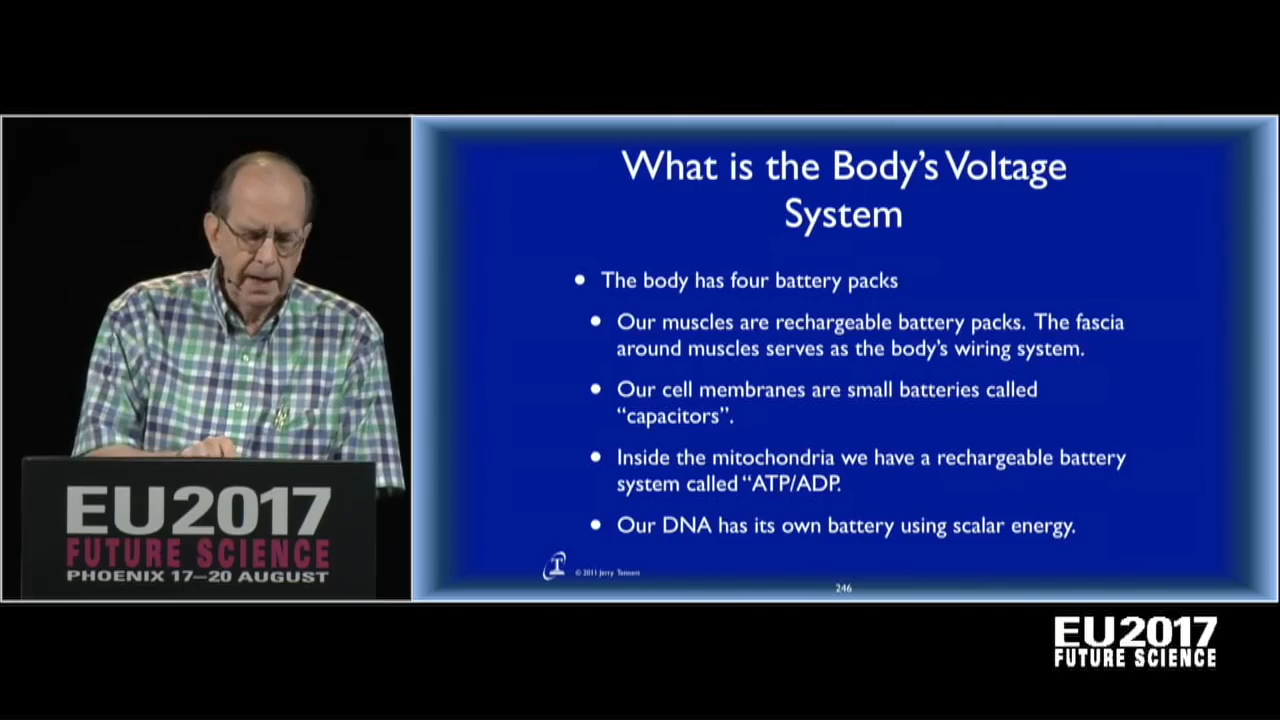 What is the Body's Voltage
System
• The body has four battery packs
• Our muscles are rechargeable battery packs. The fascia
around muscles serves as the body's wiring system.
• Our cell membranes are small batteries called
"capacitors".
• Inside the mitochondria we have a rechargeable battery
system called "ATP/ADP.
• Our DNA has its own battery using scalar energy.
T
© 2011 Jerry Tennant
246
EU2017
FUTURE SCIENCE
PHOENIX 17–20 AUGUST
EU2017
FUTURE SCIENCE